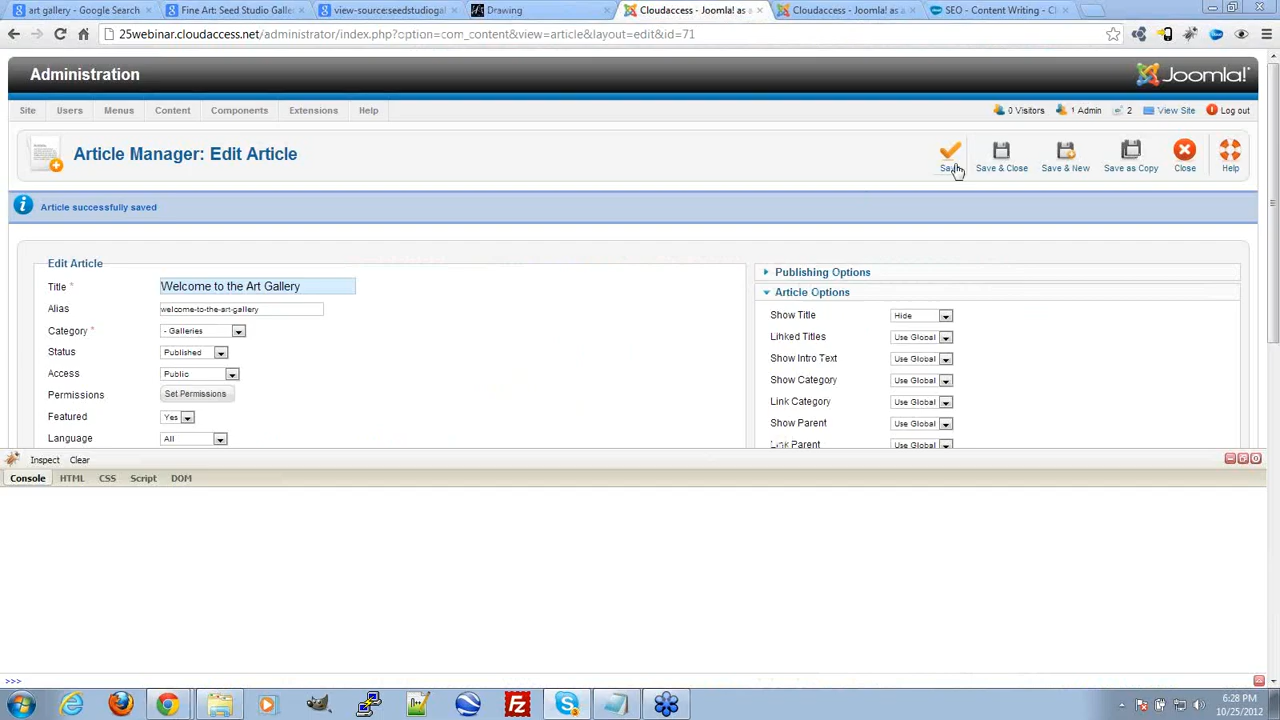 art gallery - Google Search
Fine Art: Seed Studio Galle
view-source:seedstudiogal
Drawing
Cloudaccess - Joomla! as a
Cloudaccess - Joomla! as a
SEO - Content Writing - Cl
25webinar.cloudaccess.net/administrator/index.php?option=com_content&view=article&layout=edit&id=71
Administration
Joomla!
Site Users Menus Content Components Extensions Help
0 Visitors 1 Admin 2 View Site Log out
Article Manager: Edit Article
Save & Close Save & New Save as Copy Close Help
Article successfully saved
Edit Article
Title * Welcome to the Art Gallery
Alias welcome-to-the-art-gallery
Category * - Galleries
Status Published
Access Public
Permissions Set Permissions
Featured Yes
Language All
Publishing Options
Article Options
Show Title Hide
Linked Titles Use Global
Show Intro Text Use Global
Show Category Use Global
Link Category Use Global
Show Parent Use Global
Link Parent Use Global
Inspect Clear
Console HTML CSS Script DOM
>>>
6:28 PM
10/25/2012